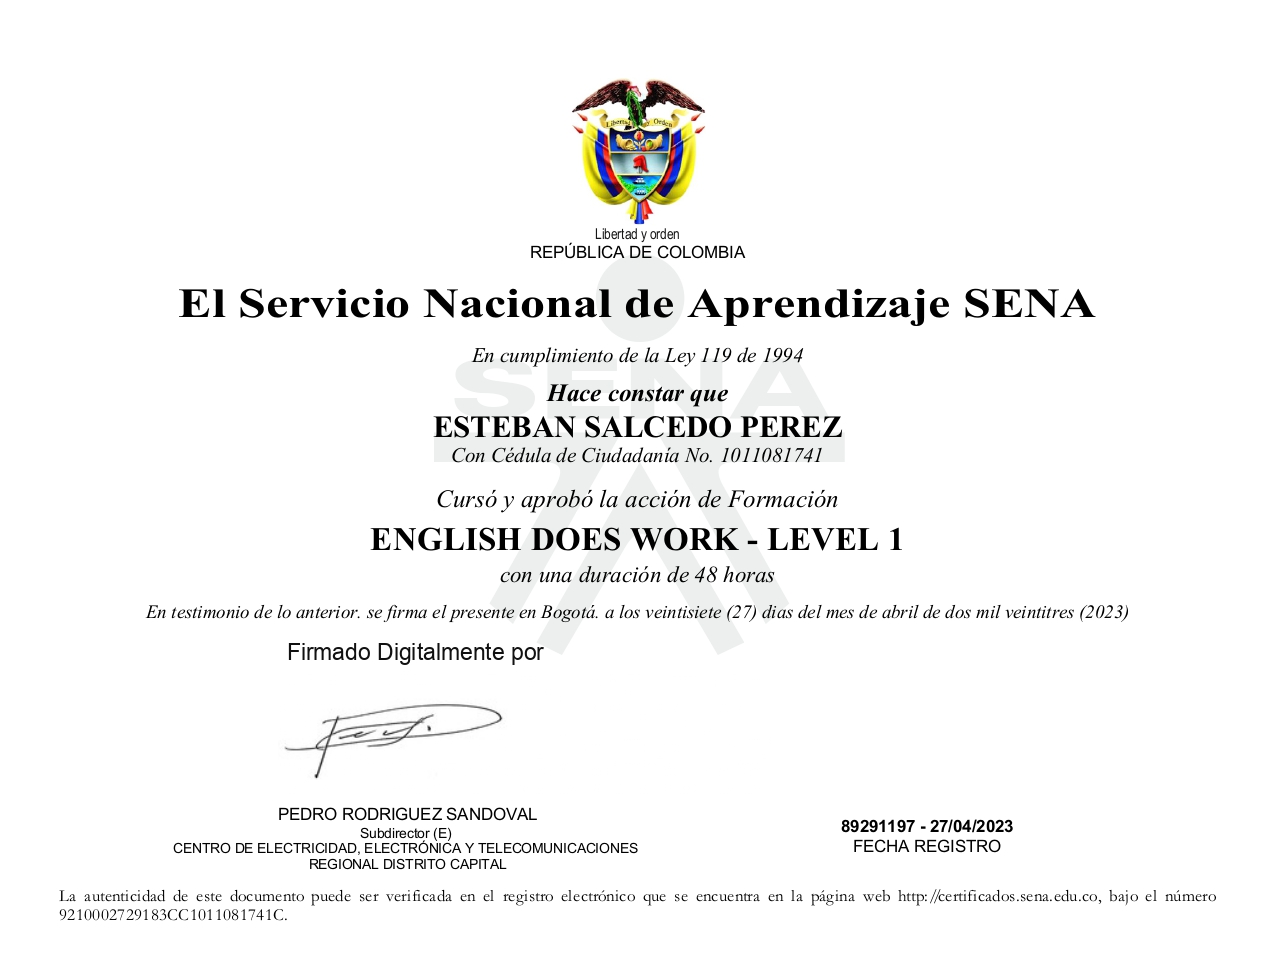 Libertad y Orden
Libertad y orden
REPÚBLICA DE COLOMBIA
El Servicio Nacional de Aprendizaje SENA
En cumplimiento de la Ley 119 de 1994
SENA
Hace constar que
ESTEBAN SALCEDO PEREZ
Con Cédula de Ciudadanía No. 1011081741
Cursó y aprobó la acción de Formación
ENGLISH DOES WORK - LEVEL 1
con una duración de 48 horas
En testimonio de lo anterior. se firma el presente en Bogotá. a los veintisiete (27) dias del mes de abril de dos mil veintitres (2023)
Firmado Digitalmente por
PEDRO RODRIGUEZ SANDOVAL
Subdirector (E)
CENTRO DE ELECTRICIDAD, ELECTRÓNICA Y TELECOMUNICACIONES
REGIONAL DISTRITO CAPITAL
89291197 - 27/04/2023
FECHA REGISTRO
La autenticidad de este documento puede ser verificada en el registro electrónico que se encuentra en la página web http://certificados.sena.edu.co, bajo el número
9210002729183CC1011081741C.